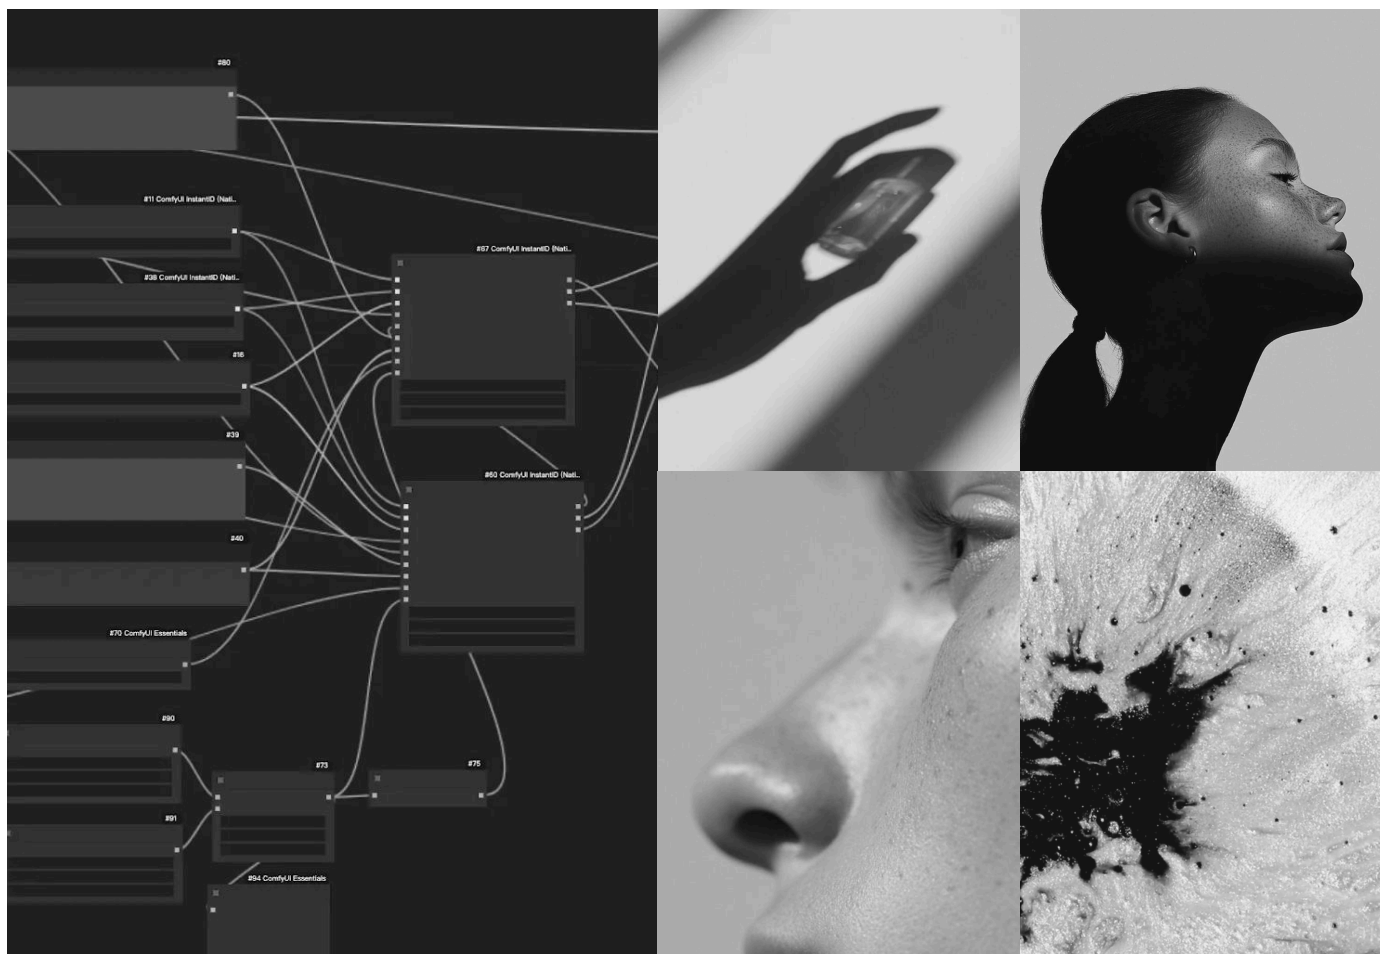 #80
#11 ComfyUI InstantID (Nati..
#67 ComfyUI InstantID (Nati..
#38 ComfyUI InstantID (Nati..
#16
#39
#60 ComfyUI InstantID (Nati..
#40
#70 ComfyUI Essentials
#90
#73
#75
#91
#94 ComfyUI Essentials